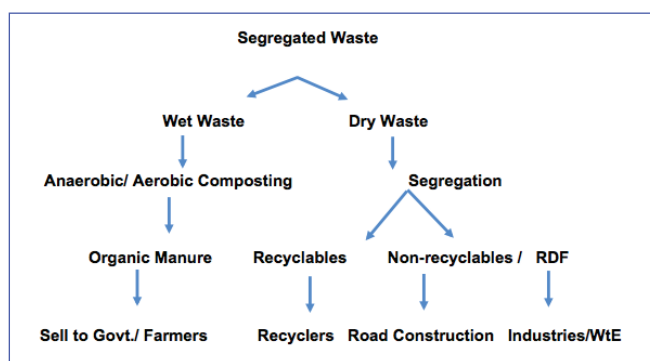 Segregated Waste
Wet Waste Dry Waste
Anaerobic/ Aerobic Composting Segregation
Organic Manure Recyclables Non-recyclables / RDF
Sell to Govt./ Farmers Recyclers Road Construction Industries/WtE